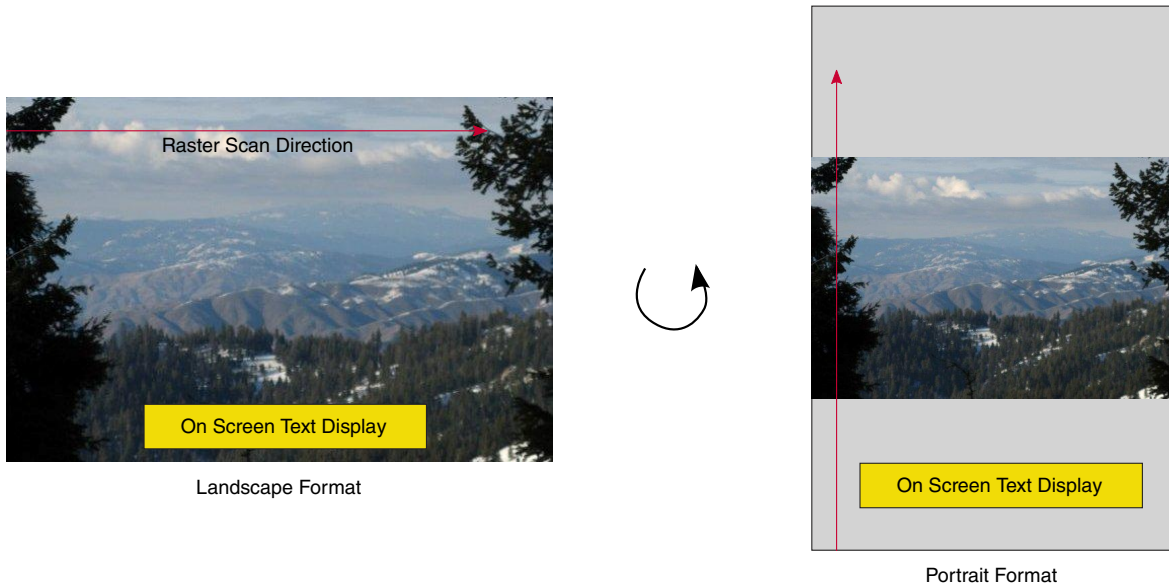 Raster Scan Direction
On Screen Text Display
Landscape Format
On Screen Text Display
Portrait Format